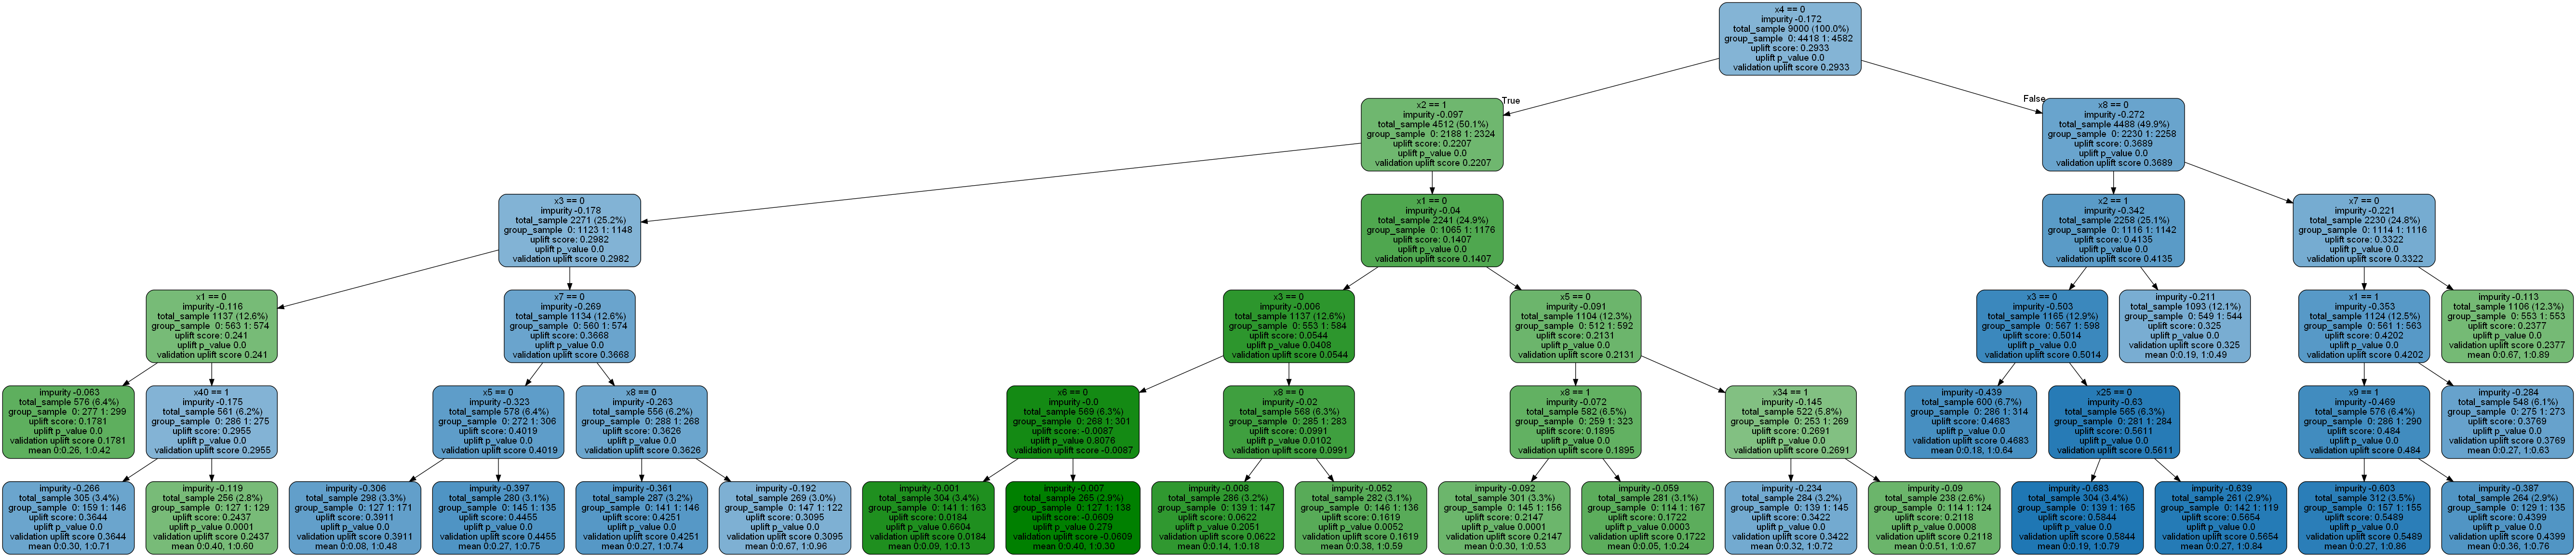 x4 == 0
impurity -0.172
total_sample 9000 (100.0%)
group_sample 0: 4418 1: 4582
uplift score: 0.2933
uplift p_value 0.0
validation uplift score 0.2933
True
False
x2 == 1
impurity -0.097
total_sample 4512 (50.1%)
group_sample 0: 2188 1: 2324
uplift score: 0.2207
uplift p_value 0.0
validation uplift score 0.2207
x8 == 0
impurity -0.272
total_sample 4488 (49.9%)
group_sample 0: 2230 1: 2258
uplift score: 0.3689
uplift p_value 0.0
validation uplift score 0.3689
x3 == 0
impurity -0.178
total_sample 2271 (25.2%)
group_sample 0: 1123 1: 1148
uplift score: 0.2982
uplift p_value 0.0
validation uplift score 0.2982
x1 == 0
impurity -0.04
total_sample 2241 (24.9%)
group_sample 0: 1065 1: 1176
uplift score: 0.1407
uplift p_value 0.0
validation uplift score 0.1407
x2 == 1
impurity -0.342
total_sample 2258 (25.1%)
group_sample 0: 1116 1: 1142
uplift score: 0.4135
uplift p_value 0.0
validation uplift score 0.4135
x7 == 0
impurity -0.221
total_sample 2230 (24.8%)
group_sample 0: 1114 1: 1116
uplift score: 0.3322
uplift p_value 0.0
validation uplift score 0.3322
x1 == 0
impurity -0.116
total_sample 1137 (12.6%)
group_sample 0: 563 1: 574
uplift score: 0.241
uplift p_value 0.0
validation uplift score 0.241
x7 == 0
impurity -0.269
total_sample 1134 (12.6%)
group_sample 0: 560 1: 574
uplift score: 0.3668
uplift p_value 0.0
validation uplift score 0.3668
x3 == 0
impurity -0.006
total_sample 1137 (12.6%)
group_sample 0: 553 1: 584
uplift score: 0.0544
uplift p_value 0.0408
validation uplift score 0.0544
x5 == 0
impurity -0.091
total_sample 1104 (12.3%)
group_sample 0: 512 1: 592
uplift score: 0.2131
uplift p_value 0.0
validation uplift score 0.2131
x3 == 0
impurity -0.503
total_sample 1165 (12.9%)
group_sample 0: 567 1: 598
uplift score: 0.5014
uplift p_value 0.0
validation uplift score 0.5014
impurity -0.211
total_sample 1093 (12.1%)
group_sample 0: 549 1: 544
uplift score: 0.325
uplift p_value 0.0
validation uplift score 0.325
mean 0:0.19, 1:0.49
x1 == 1
impurity -0.353
total_sample 1124 (12.5%)
group_sample 0: 561 1: 563
uplift score: 0.4202
uplift p_value 0.0
validation uplift score 0.4202
impurity -0.113
total_sample 1106 (12.3%)
group_sample 0: 553 1: 553
uplift score: 0.2377
uplift p_value 0.0
validation uplift score 0.2377
mean 0:0.67, 1:0.89
impurity -0.063
total_sample 576 (6.4%)
group_sample 0: 277 1: 299
uplift score: 0.1781
uplift p_value 0.0
validation uplift score 0.1781
mean 0:0.26, 1:0.42
x40 == 1
impurity -0.175
total_sample 561 (6.2%)
group_sample 0: 286 1: 275
uplift score: 0.2955
uplift p_value 0.0
validation uplift score 0.2955
x5 == 0
impurity -0.323
total_sample 578 (6.4%)
group_sample 0: 272 1: 306
uplift score: 0.4019
uplift p_value 0.0
validation uplift score 0.4019
x8 == 0
impurity -0.263
total_sample 556 (6.2%)
group_sample 0: 288 1: 268
uplift score: 0.3626
uplift p_value 0.0
validation uplift score 0.3626
x6 == 0
impurity -0.0
total_sample 569 (6.3%)
group_sample 0: 268 1: 301
uplift score: -0.0087
uplift p_value 0.8076
validation uplift score -0.0087
x8 == 0
impurity -0.02
total_sample 568 (6.3%)
group_sample 0: 285 1: 283
uplift score: 0.0991
uplift p_value 0.0102
validation uplift score 0.0991
x8 == 1
impurity -0.072
total_sample 582 (6.5%)
group_sample 0: 259 1: 323
uplift score: 0.1895
uplift p_value 0.0
validation uplift score 0.1895
x34 == 1
impurity -0.145
total_sample 522 (5.8%)
group_sample 0: 253 1: 269
uplift score: 0.2691
uplift p_value 0.0
validation uplift score 0.2691
impurity -0.439
total_sample 600 (6.7%)
group_sample 0: 286 1: 314
uplift score: 0.4683
uplift p_value 0.0
validation uplift score 0.4683
mean 0:0.18, 1:0.64
x25 == 0
impurity -0.63
total_sample 565 (6.3%)
group_sample 0: 281 1: 284
uplift score: 0.5611
uplift p_value 0.0
validation uplift score 0.5611
x9 == 1
impurity -0.469
total_sample 576 (6.4%)
group_sample 0: 286 1: 290
uplift score: 0.484
uplift p_value 0.0
validation uplift score 0.484
impurity -0.284
total_sample 548 (6.1%)
group_sample 0: 275 1: 273
uplift score: 0.3769
uplift p_value 0.0
validation uplift score 0.3769
mean 0:0.27, 1:0.63
impurity -0.266
total_sample 305 (3.4%)
group_sample 0: 159 1: 146
uplift score: 0.3644
uplift p_value 0.0
validation uplift score 0.3644
mean 0:0.30, 1:0.71
impurity -0.119
total_sample 256 (2.8%)
group_sample 0: 127 1: 129
uplift score: 0.2437
uplift p_value 0.0001
validation uplift score 0.2437
mean 0:0.40, 1:0.60
impurity -0.306
total_sample 298 (3.3%)
group_sample 0: 127 1: 171
uplift score: 0.3911
uplift p_value 0.0
validation uplift score 0.3911
mean 0:0.08, 1:0.48
impurity -0.397
total_sample 280 (3.1%)
group_sample 0: 145 1: 135
uplift score: 0.4455
uplift p_value 0.0
validation uplift score 0.4455
mean 0:0.27, 1:0.75
impurity -0.361
total_sample 287 (3.2%)
group_sample 0: 141 1: 146
uplift score: 0.4251
uplift p_value 0.0
validation uplift score 0.4251
mean 0:0.27, 1:0.74
impurity -0.192
total_sample 269 (3.0%)
group_sample 0: 147 1: 122
uplift score: 0.3095
uplift p_value 0.0
validation uplift score 0.3095
mean 0:0.67, 1:0.96
impurity -0.001
total_sample 304 (3.4%)
group_sample 0: 141 1: 163
uplift score: 0.0184
uplift p_value 0.6604
validation uplift score 0.0184
mean 0:0.09, 1:0.13
impurity -0.007
total_sample 265 (2.9%)
group_sample 0: 127 1: 138
uplift score: -0.0609
uplift p_value 0.279
validation uplift score -0.0609
mean 0:0.40, 1:0.30
impurity -0.008
total_sample 286 (3.2%)
group_sample 0: 139 1: 147
uplift score: 0.0622
uplift p_value 0.2051
validation uplift score 0.0622
mean 0:0.14, 1:0.18
impurity -0.052
total_sample 282 (3.1%)
group_sample 0: 146 1: 136
uplift score: 0.1619
uplift p_value 0.0052
validation uplift score 0.1619
mean 0:0.38, 1:0.59
impurity -0.092
total_sample 301 (3.3%)
group_sample 0: 145 1: 156
uplift score: 0.2147
uplift p_value 0.0001
validation uplift score 0.2147
mean 0:0.30, 1:0.53
impurity -0.059
total_sample 281 (3.1%)
group_sample 0: 114 1: 167
uplift score: 0.1722
uplift p_value 0.0003
validation uplift score 0.1722
mean 0:0.05, 1:0.24
impurity -0.234
total_sample 284 (3.2%)
group_sample 0: 139 1: 145
uplift score: 0.3422
uplift p_value 0.0
validation uplift score 0.3422
mean 0:0.32, 1:0.72
impurity -0.09
total_sample 238 (2.6%)
group_sample 0: 114 1: 124
uplift score: 0.2118
uplift p_value 0.0008
validation uplift score 0.2118
mean 0:0.51, 1:0.67
impurity -0.683
total_sample 304 (3.4%)
group_sample 0: 139 1: 165
uplift score: 0.5844
uplift p_value 0.0
validation uplift score 0.5844
mean 0:0.19, 1:0.79
impurity -0.639
total_sample 261 (2.9%)
group_sample 0: 142 1: 119
uplift score: 0.5654
uplift p_value 0.0
validation uplift score 0.5654
mean 0:0.27, 1:0.84
impurity -0.603
total_sample 312 (3.5%)
group_sample 0: 157 1: 155
uplift score: 0.5489
uplift p_value 0.0
validation uplift score 0.5489
mean 0:0.27, 1:0.86
impurity -0.387
total_sample 264 (2.9%)
group_sample 0: 129 1: 135
uplift score: 0.4399
uplift p_value 0.0
validation uplift score 0.4399
mean 0:0.36, 1:0.76